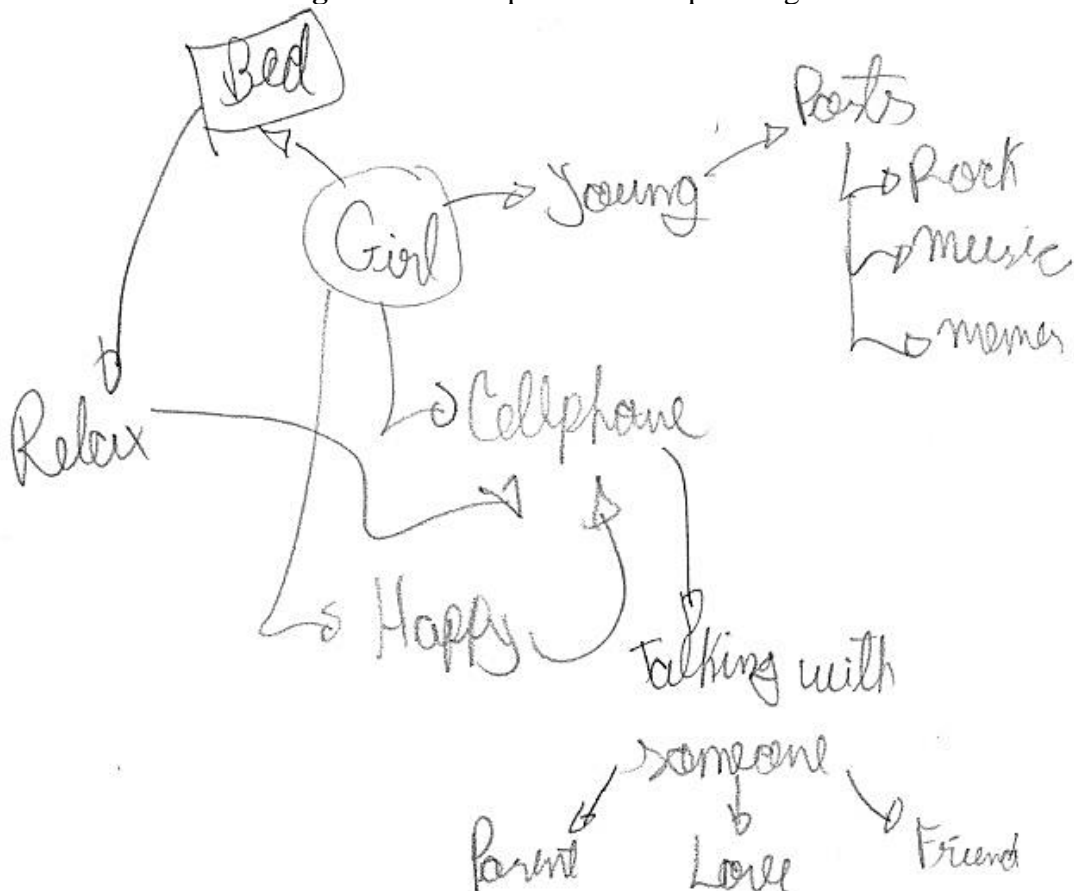 Bed
Posts
Girl
Young
Rock
music
memes
Cellphone
Relax
Happy
Talking with
someone
Parent
Love
Friend